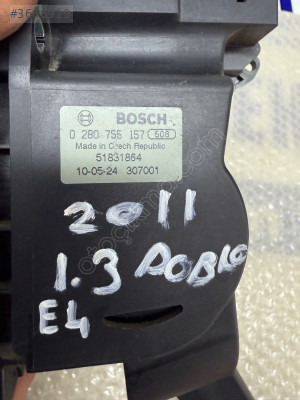 BOSCH
0 280 755 157 506
Made in Czech Republic
51831864
10-05-24 307001
2011
1.3 DOBLO
E4